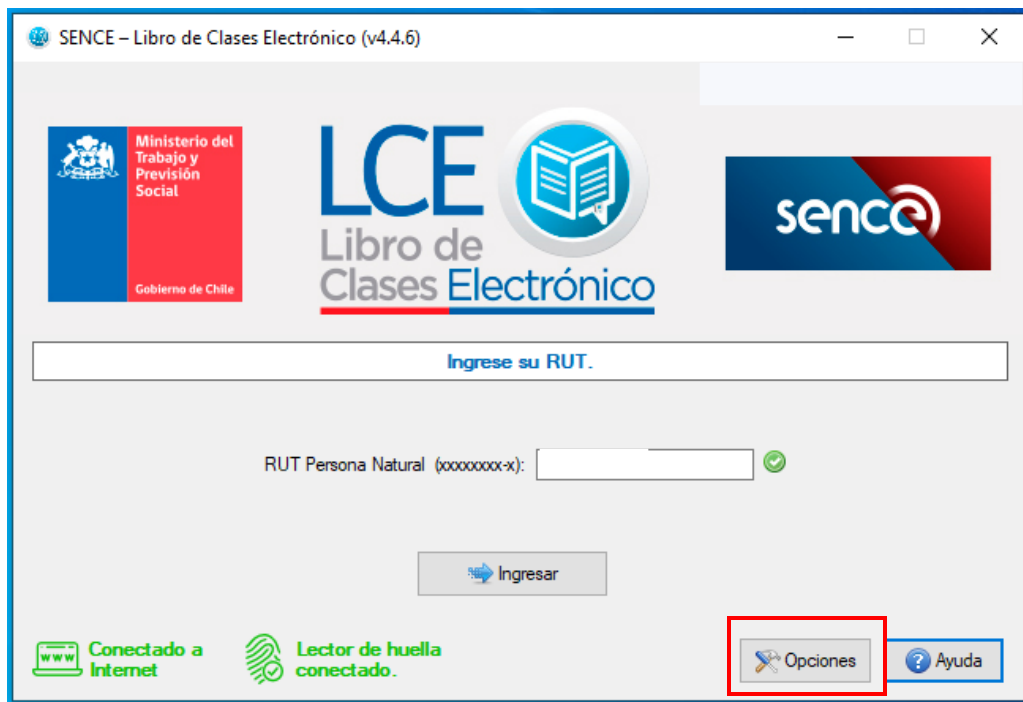 SENCE – Libro de Clases Electrónico (v4.4.6)
Ministerio del
Trabajo y
Previsión
Social
Gobierno de Chile
LCE
Libro de
Clases Electrónico
sence
Ingrese su RUT.
RUT Persona Natural (xxxxxxxx-x):
Ingresar
www
Conectado a
Internet
Lector de huella
conectado.
Opciones
Ayuda